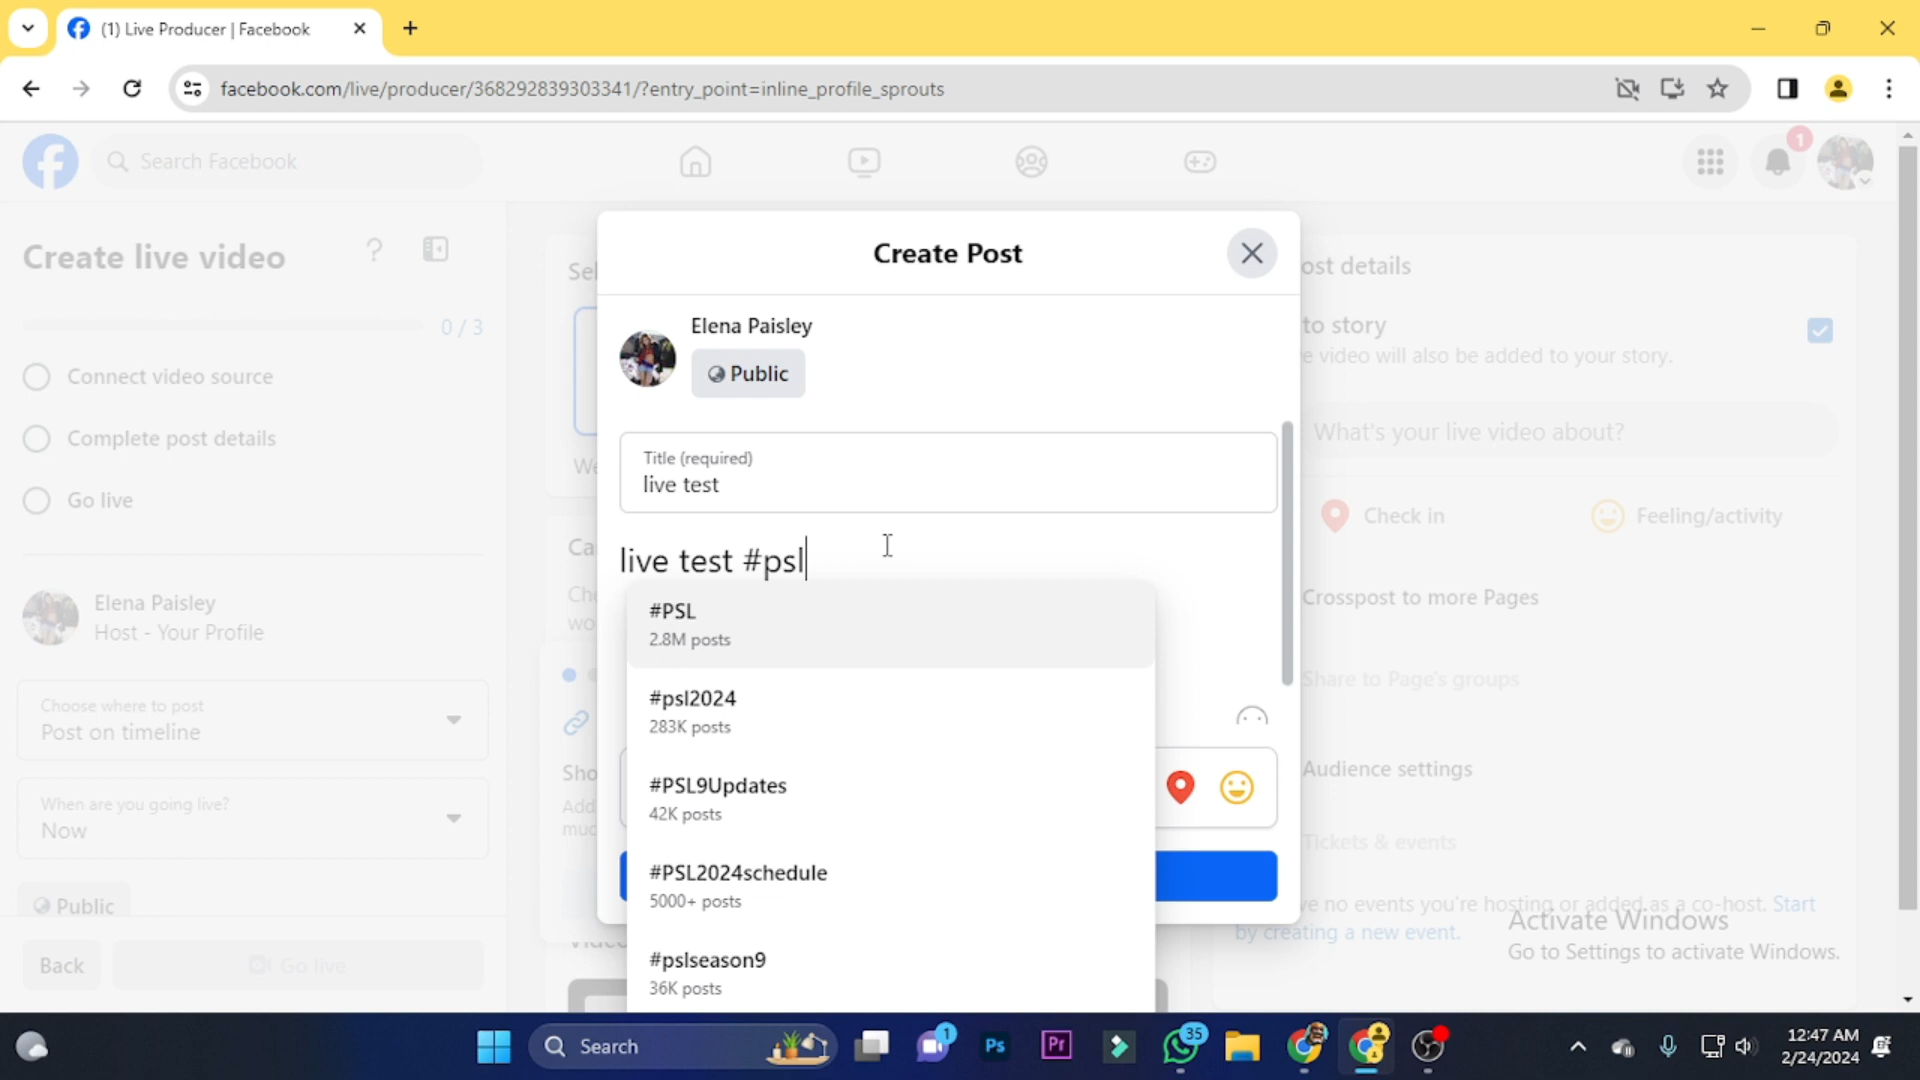 (1) Live Producer | Facebook
facebook.com/live/producer/368292839303341/?entry_point=inline_profile_sprouts
Search Facebook
1
Create live video
?
0 / 3
Connect video source
Complete post details
Go live
Elena Paisley
Host - Your Profile
Choose where to post
Post on timeline
When are you going live?
Now
Public
Back
Go live
Create Post
Elena Paisley
Public
Title (required)
live test
live test #psl
#PSL
2.8M posts
#psl2024
283K posts
#PSL9Updates
42K posts
#PSL2024schedule
5000+ posts
#pslseason9
36K posts
ost details
to story
e video will also be added to your story.
What's your live video about?
Check in
Feeling/activity
Crosspost to more Pages
Share to Page's groups
Audience settings
Tickets & events
ve no events you're hosting or added as a co-host. Start
by creating a new event.
Activate Windows
Go to Settings to activate Windows.
Search
1
Ps
Pr
35
12:47 AM
2/24/2024